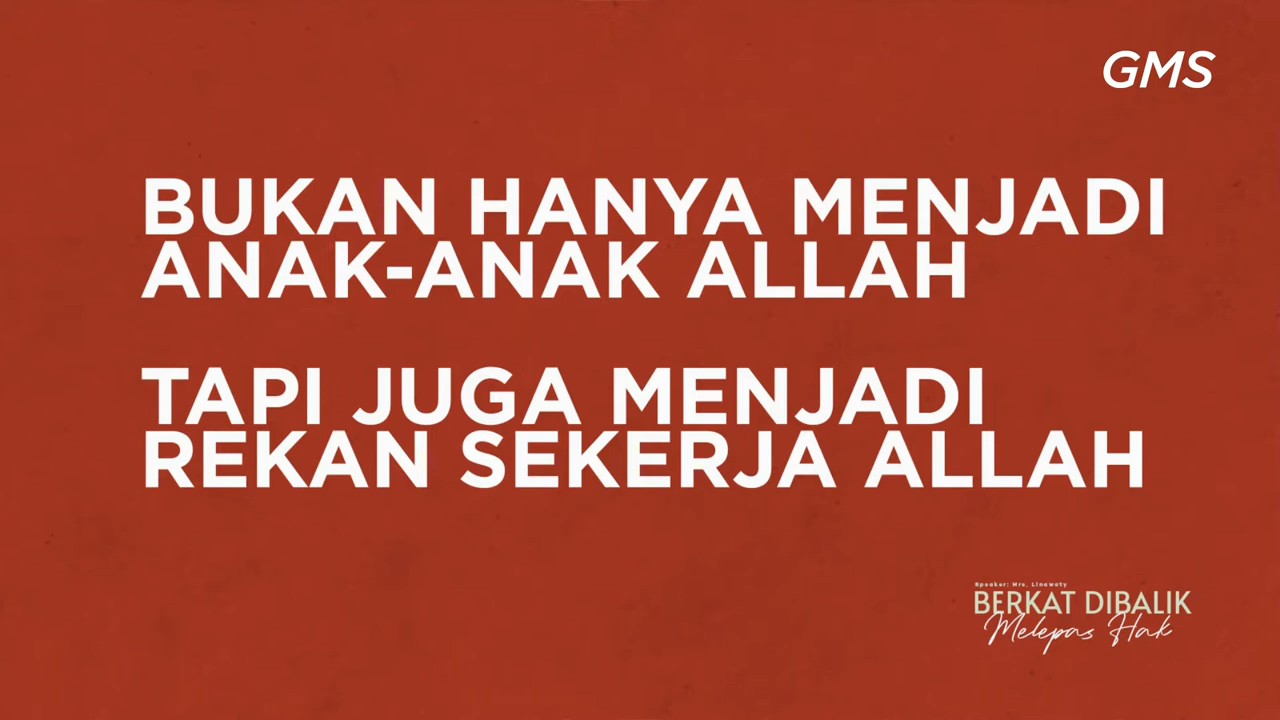 GMS
BUKAN HANYA MENJADI
ANAK-ANAK ALLAH
TAPI JUGA MENJADI
REKAN SEKERJA ALLAH
Speaker: Mrs. Linawaty
BERKAT DIBALIK
Melepas Hak